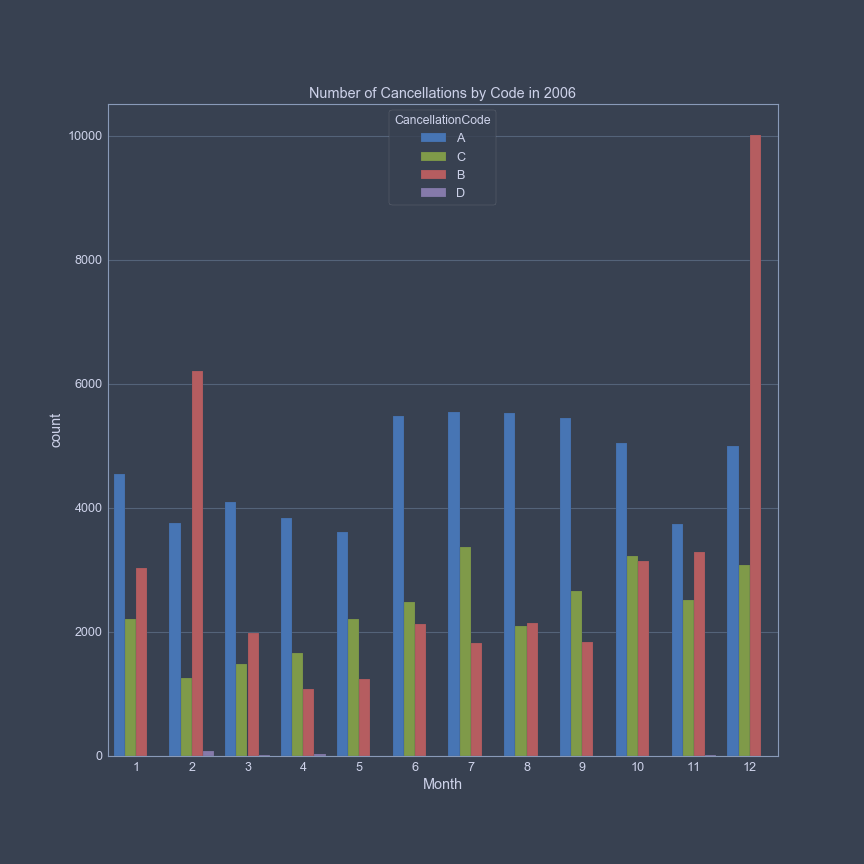 Number of Cancellations by Code in 2006
CancellationCode
A
C
B
D
10000
8000
6000
4000
2000
0
count
1 2 3 4 5 6 7 8 9 10 11 12
Month